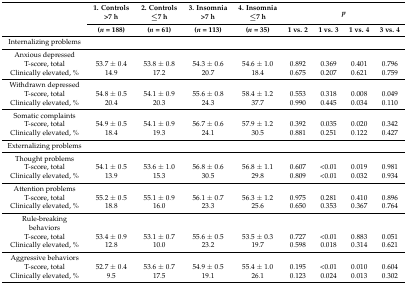 1. Controls >7 h 2. Controls ≤7 h 3. Insomnia >7 h 4. Insomnia ≤7 h p
(n = 188) (n = 61) (n = 113) (n = 35) 1 vs. 2 1 vs. 3 1 vs. 4 3 vs. 4
Internalizing problems
Anxious depressed
T-score, total 53.7 ± 0.4 53.8 ± 0.8 54.3 ± 0.6 54.6 ± 1.0 0.892 0.369 0.401 0.796
Clinically elevated, % 14.9 17.2 20.7 18.4 0.675 0.207 0.621 0.759
Withdrawn depressed
T-score, total 54.8 ± 0.5 54.1 ± 0.9 55.6 ± 0.8 58.4 ± 1.2 0.553 0.318 0.008 0.049
Clinically elevated, % 20.4 20.3 24.3 37.7 0.990 0.445 0.034 0.110
Somatic complaints
T-score, total 54.9 ± 0.5 54.1 ± 0.9 56.7 ± 0.6 57.9 ± 1.2 0.392 0.035 0.020 0.342
Clinically elevated, % 18.4 19.3 24.1 30.5 0.881 0.251 0.122 0.427
Externalizing problems
Thought problems
T-score, total 54.1 ± 0.5 53.6 ± 1.0 56.8 ± 0.6 56.8 ± 1.1 0.607 <0.01 0.019 0.981
Clinically elevated, % 13.9 15.3 30.5 29.8 0.809 <0.01 0.032 0.934
Attention problems
T-score, total 55.2 ± 0.5 55.1 ± 0.9 56.1 ± 0.7 56.3 ± 1.2 0.975 0.281 0.410 0.896
Clinically elevated, % 18.8 16.0 23.3 25.6 0.650 0.353 0.367 0.764
Rule-breaking
behaviors
T-score, total 53.4 ± 0.9 53.1 ± 0.7 55.6 ± 0.5 53.5 ± 0.3 0.727 <0.01 0.883 0.051
Clinically elevated, % 12.8 10.0 23.2 19.7 0.598 0.018 0.314 0.621
Aggressive behaviors
T-score, total 52.7 ± 0.4 53.6 ± 0.7 54.9 ± 0.5 55.4 ± 1.0 0.195 <0.01 0.010 0.604
Clinically elevated, % 9.5 17.5 19.1 26.1 0.123 0.024 0.013 0.302